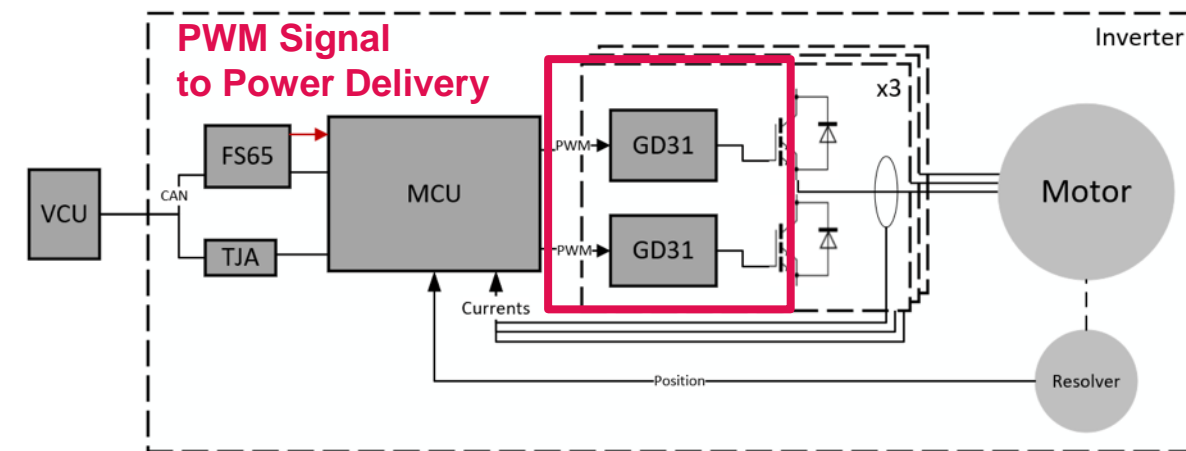 PWM Signal
to Power Delivery
Inverter
x3
FS65
PWM
GD31
VCU
CAN
MCU
Motor
TJA
PWM
GD31
Currents
Position
Resolver